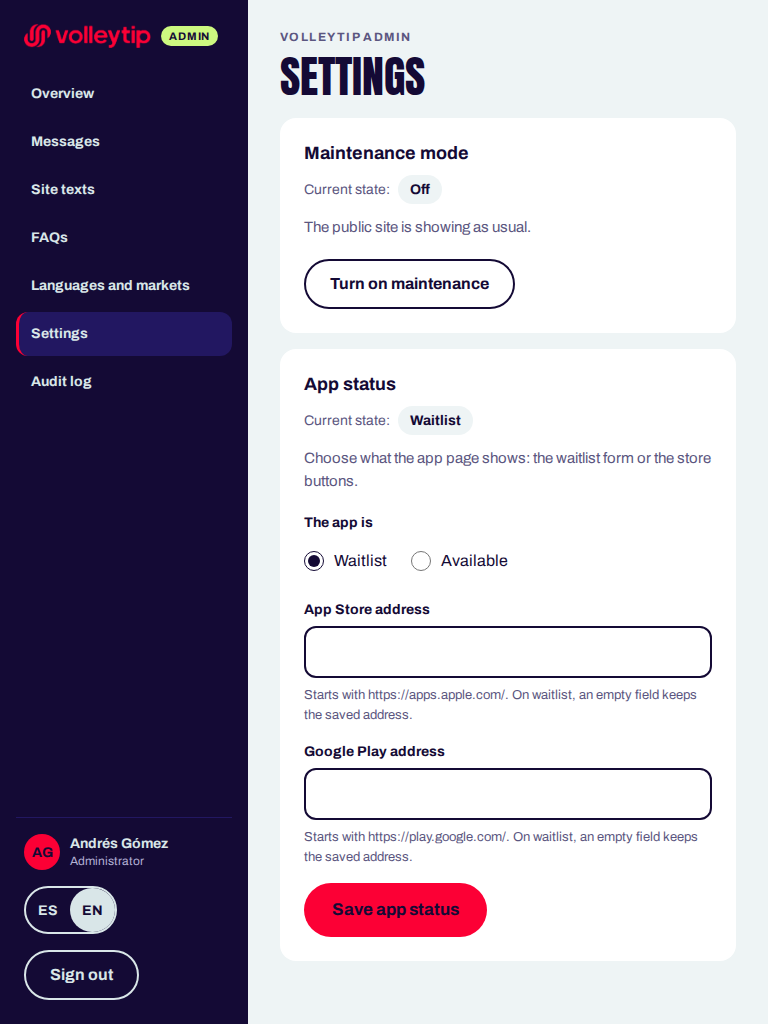 volleytip ADMIN
Overview
Messages
Site texts
FAQs
Languages and markets
Settings
Audit log
AG
Andrés Gómez
Administrator
ES EN
Sign out
VOLLEYTIP ADMIN
SETTINGS
Maintenance mode
Current state: Off
The public site is showing as usual.
Turn on maintenance
App status
Current state: Waitlist
Choose what the app page shows: the waitlist form or the store
buttons.
The app is
Waitlist Available
App Store address
Starts with https://apps.apple.com/. On waitlist, an empty field keeps
the saved address.
Google Play address
Starts with https://play.google.com/. On waitlist, an empty field keeps
the saved address.
Save app status